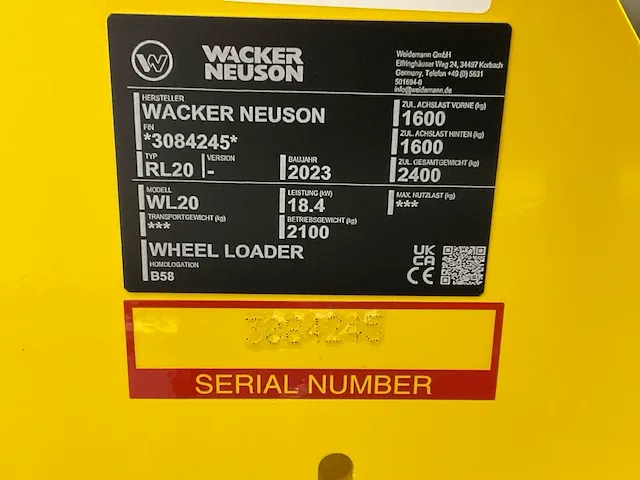 WACKER
NEUSON
Weidemann GmbH
Elfringhäuser Weg 24, 34497 Korbach
Germany, Telefon +49 (0) 5631
501694-0
info@weidemann.de
HERSTELLER
WACKER NEUSON
FIN
*3084245*
TYP
RL20
VERSION
-
BAUJAHR
2023
ZUL. ACHSLAST VORNE (kg)
1600
ZUL. ACHSLAST HINTEN (kg)
1600
ZUL. GESAMTGEWICHT (kg)
2400
MODELL
WL20
LEISTUNG (kW)
18.4
MAX. NUTZLAST (kg)
***
TRANSPORTGEWICHT (kg)
***
BETRIEBSGEWICHT (kg)
2100
WHEEL LOADER
HOMOLOGATION
B58
UK
CA
CE
3084245
SERIAL NUMBER